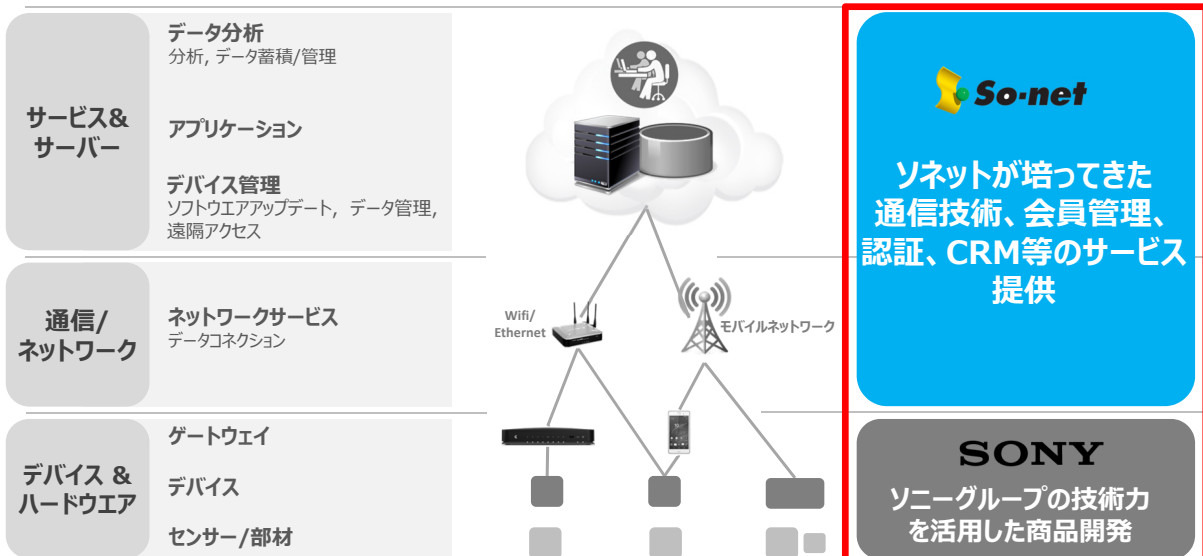 データ分析
分析, データ蓄積/管理
サービス&
サーバー
アプリケーション
デバイス管理
ソフトウエアアップデート, データ管理,
遠隔アクセス
通信/
ネットワーク
ネットワークサービス
データコネクション
Wifi/
Ethernet
モバイルネットワーク
デバイス &
ハードウエア
ゲートウェイ
デバイス
センサー/部材
So-net
ソネットが培ってきた
通信技術、会員管理、
認証、CRM等のサービス
提供
SONY
ソニーグループの技術力
を活用した商品開発